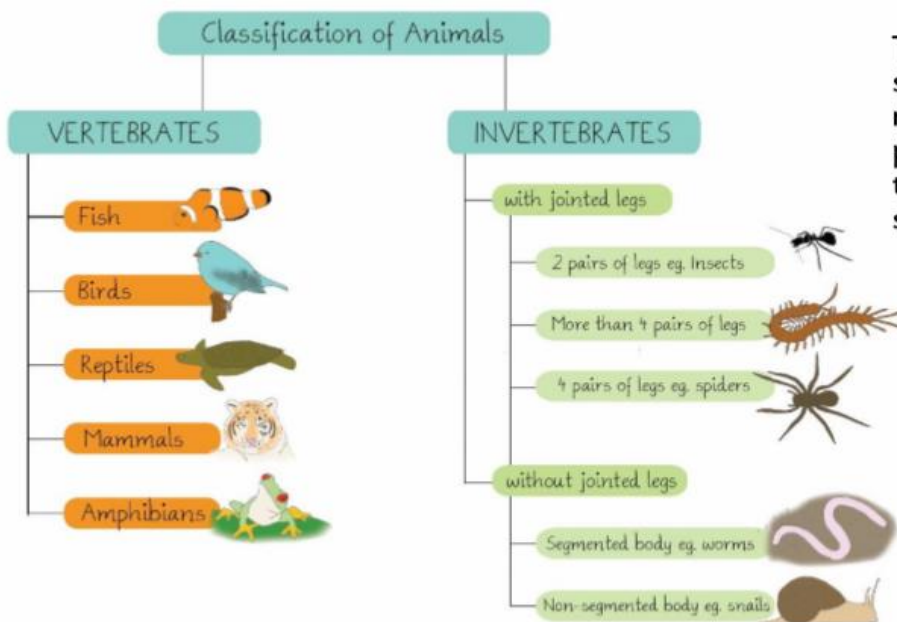 Classification of Animals
VERTEBRATES
Fish
Birds
Reptiles
Mammals
Amphibians
INVERTEBRATES
with jointed legs
2 pairs of legs eg. Insects
More than 4 pairs of legs
4 pairs of legs eg. spiders
without jointed legs
Segmented body eg. worms
Non-segmented body eg. snails